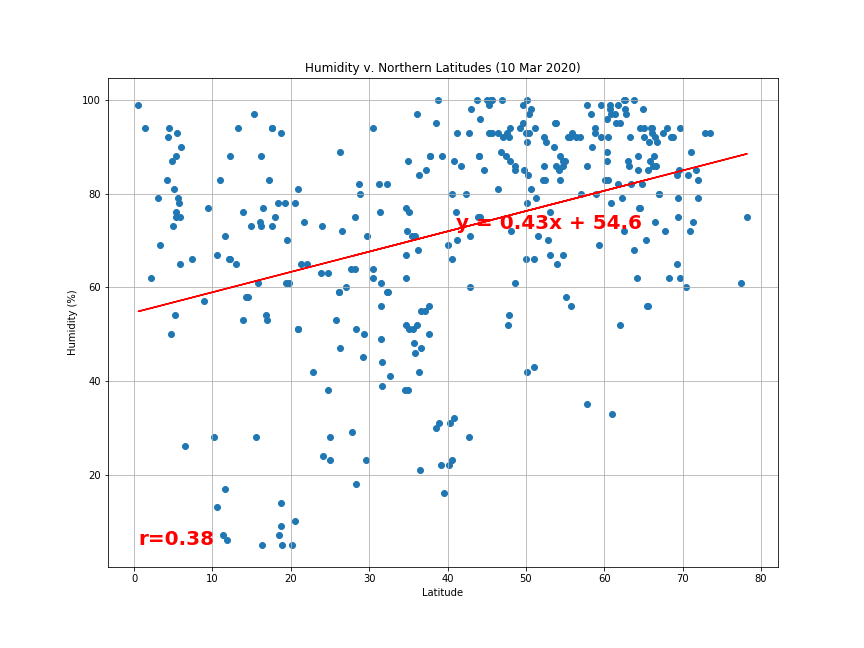 Humidity v. Northern Latitudes (10 Mar 2020)
Humidity (%)
100
80
60
40
20
y = 0.43x + 54.6
r=0.38
0 10 20 30 40 50 60 70 80
Latitude